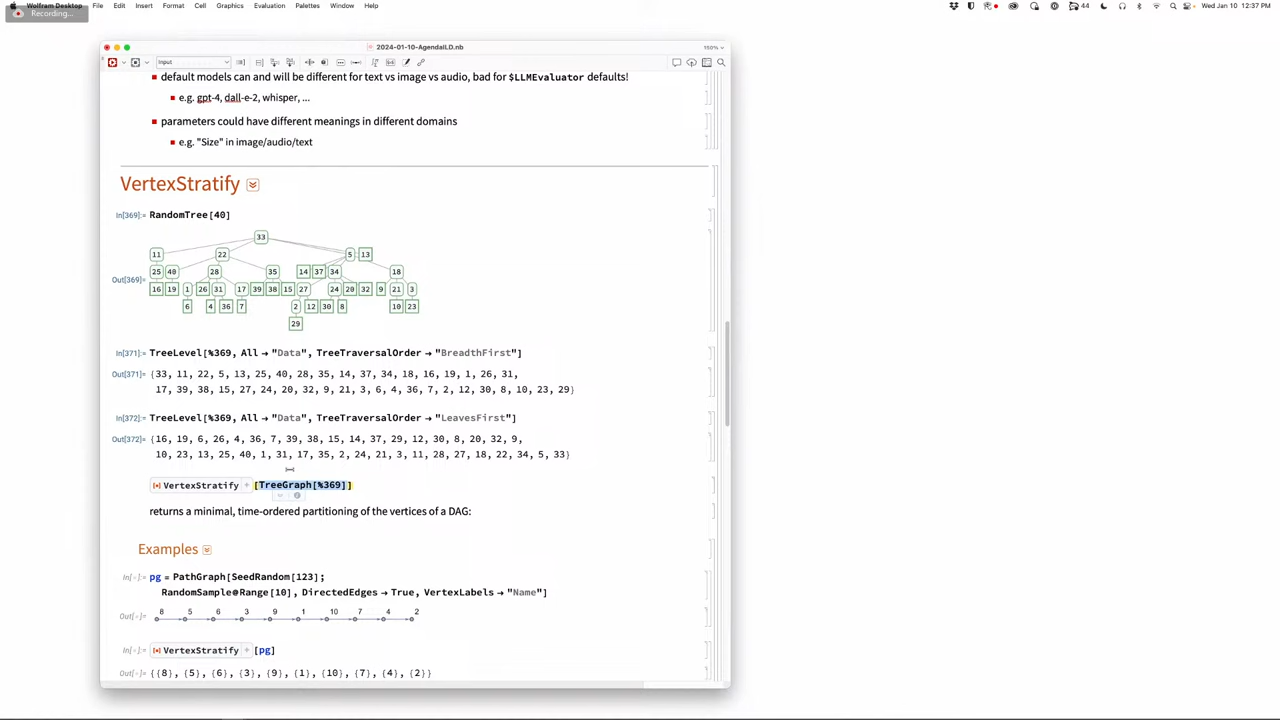 Wolfram Desktop File Edit Insert Format Cell Graphics Evaluation Palettes Window Help 44 Wed Jan 10 12:37 PM
Recording...
2024-01-10-AgendaILD.nb 150%
Input
default models can and will be different for text vs image vs audio, bad for $LLMEvaluator defaults!
e.g. gpt-4, dall-e-2, whisper, ...
parameters could have different meanings in different domains
e.g. "Size" in image/audio/text
VertexStratify
In[369]:= RandomTree[40]
33
11 22 5 13
25 40 28 35 14 37 34 18
Out[369]=
16 19 1 26 31 17 39 38 15 27 24 20 32 9 21 3
6 4 36 7 2 12 30 8 10 23
29
In[371]:= TreeLevel[%369, All → "Data", TreeTraversalOrder → "BreadthFirst"]
Out[371]= {33, 11, 22, 5, 13, 25, 40, 28, 35, 14, 37, 34, 18, 16, 19, 1, 26, 31,
17, 39, 38, 15, 27, 24, 20, 32, 9, 21, 3, 6, 4, 36, 7, 2, 12, 30, 8, 10, 23, 29}
In[372]:= TreeLevel[%369, All → "Data", TreeTraversalOrder → "LeavesFirst"]
Out[372]= {16, 19, 6, 26, 4, 36, 7, 39, 38, 15, 14, 37, 29, 12, 30, 8, 20, 32, 9,
10, 23, 13, 25, 40, 1, 31, 17, 35, 2, 24, 21, 3, 11, 28, 27, 18, 22, 34, 5, 33}
VertexStratify + [TreeGraph[%369]]
returns a minimal, time-ordered partitioning of the vertices of a DAG:
Examples
In[◦]:= pg = PathGraph[SeedRandom[123];
RandomSample@Range[10], DirectedEdges → True, VertexLabels → "Name"]
8 5 6 3 9 1 10 7 4 2
Out[◦]=
In[◦]:= VertexStratify + [pg]
Out[◦]= {{8}, {5}, {6}, {3}, {9}, {1}, {10}, {7}, {4}, {2}}